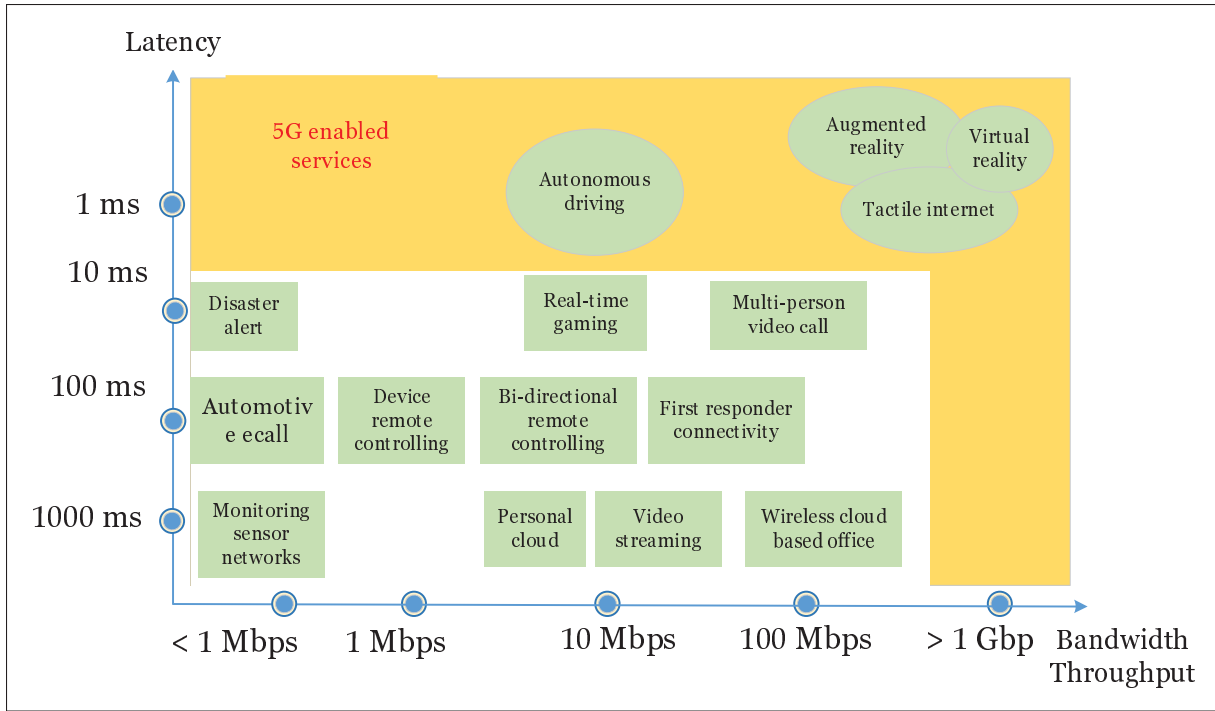 Latency
5G enabled
services
Augmented
reality
Virtual
reality
Autonomous
driving
Tactile internet
1 ms
10 ms
Disaster
alert
Real-time
gaming
Multi-person
video call
100 ms
Automotiv
e ecall
Device
remote
controlling
Bi-directional
remote
controlling
First responder
connectivity
1000 ms
Monitoring
sensor
networks
Personal
cloud
Video
streaming
Wireless cloud
based office
< 1 Mbps
1 Mbps
10 Mbps
100 Mbps
> 1 Gbp
Bandwidth
Throughput